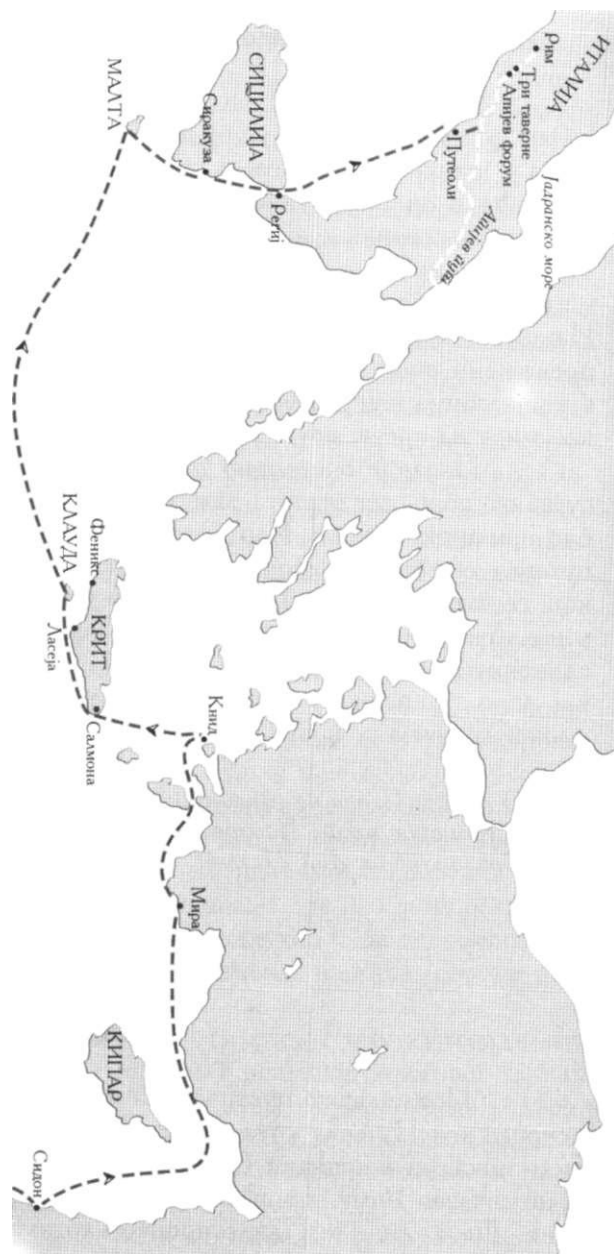 ИТАЛИЈА
Рим
Три таверне
Апијев форум
Јадранско море
Апијев пут
Путеоли
СИЦИЛИЈА
Сиракуза
Региј
МАЛТА
Феникс
КЛАУДА
КРИТ
Ласеја
Салмона
Книд
Мира
КИПАР
Сидон